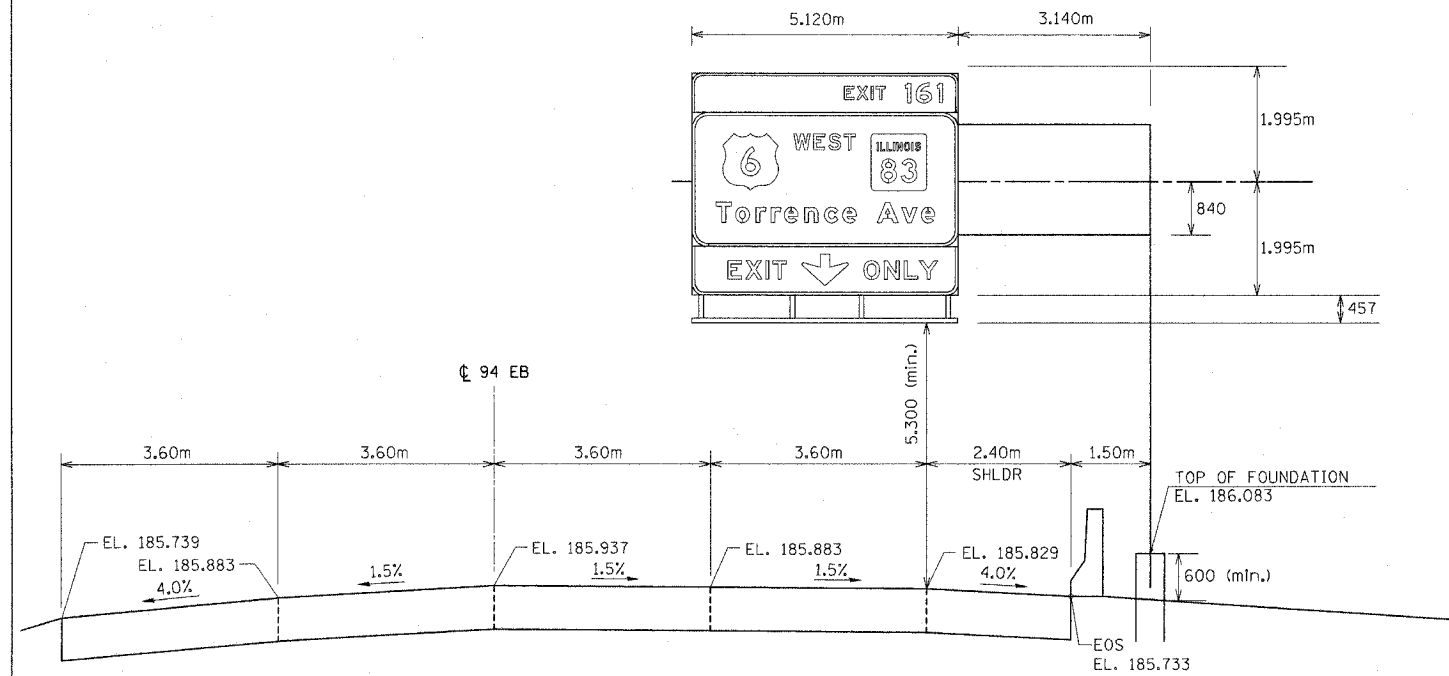 5.120m
3.140m
EXIT 161
1.995m
6
WEST
ILLINOIS
83
Torrence Ave
840
1.995m
EXIT ONLY
457
℄ 94 EB
5.300 (min.)
3.60m
3.60m
3.60m
3.60m
2.40m
SHLDR
1.50m
TOP OF FOUNDATION
EL. 186.083
EL. 185.739
EL. 185.883
EL. 185.937
EL. 185.883
EL. 185.829
4.0%
1.5%
1.5%
1.5%
4.0%
600 (min.)
EOS
EL. 185.733